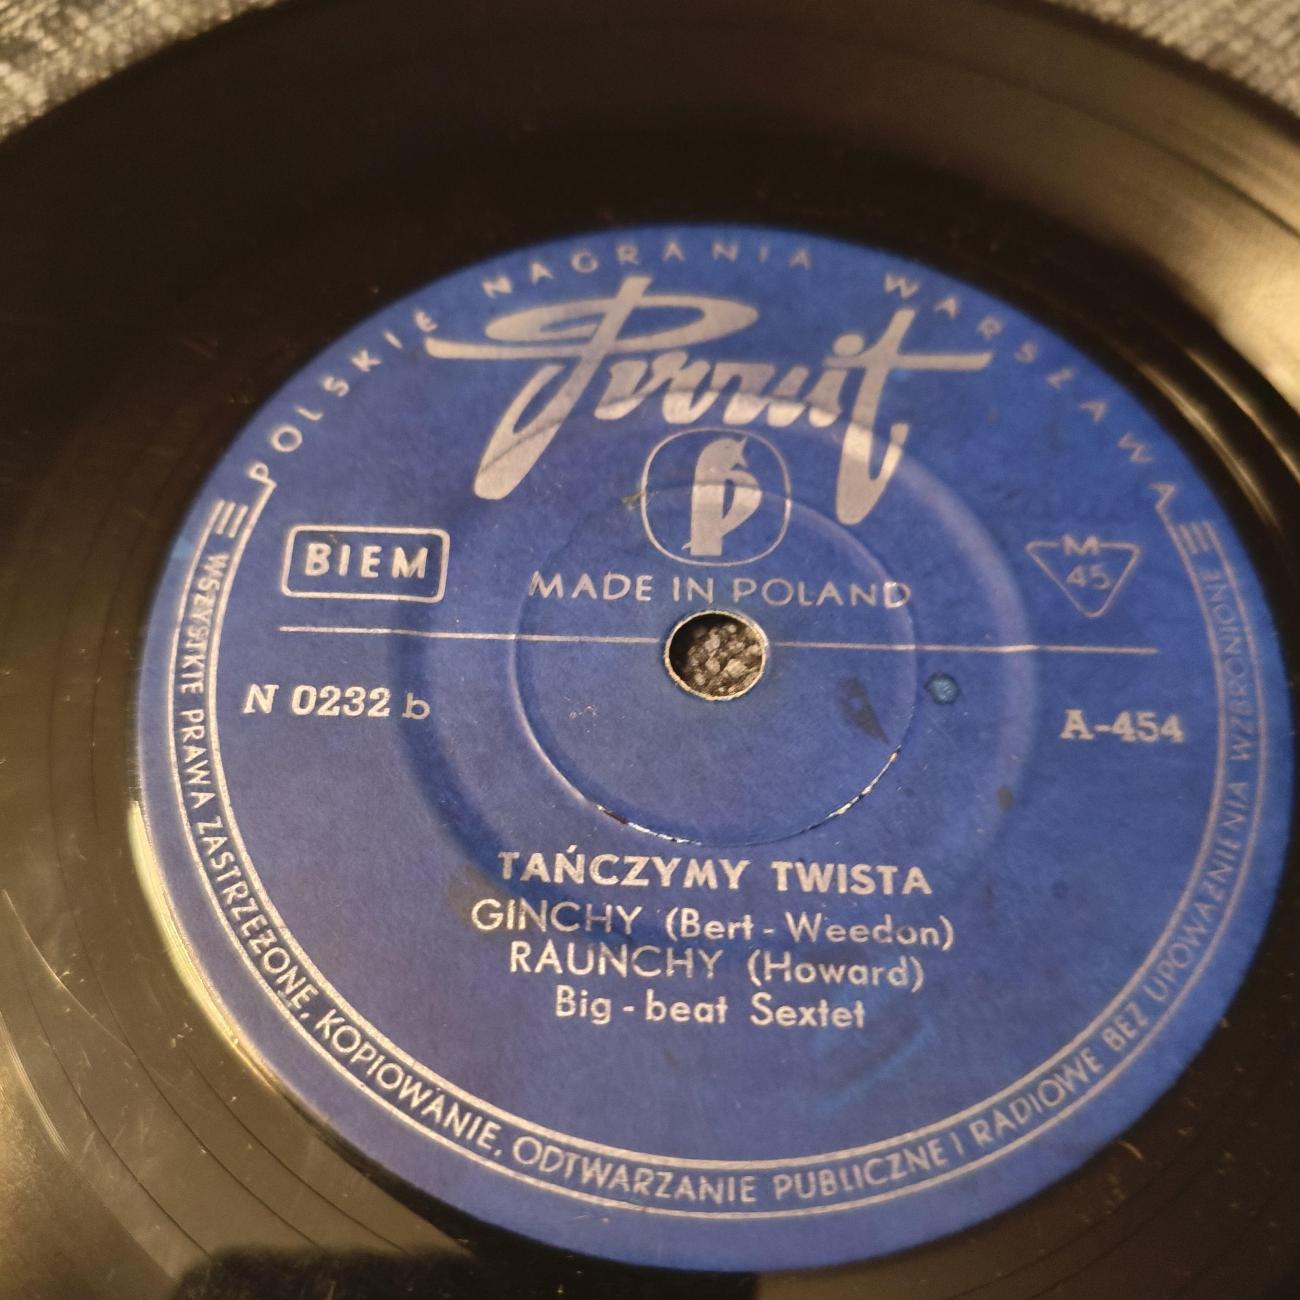 POLSKIE NAGRANIA WARSZAWA
Pronit
P
BIEM
MADE IN POLAND
M
45
N 0232 b
A-454
TAŃCZYMY TWISTA
GINCHY (Bert - Weedon)
RAUNCHY (Howard)
Big - beat Sextet
WSZYSTKIE PRAWA ZASTRZEŻONE, KOPIOWANIE, ODTWARZANIE PUBLICZNE I RADIOWE BEZ UPOWAŻNIENIA WZBRONIONE